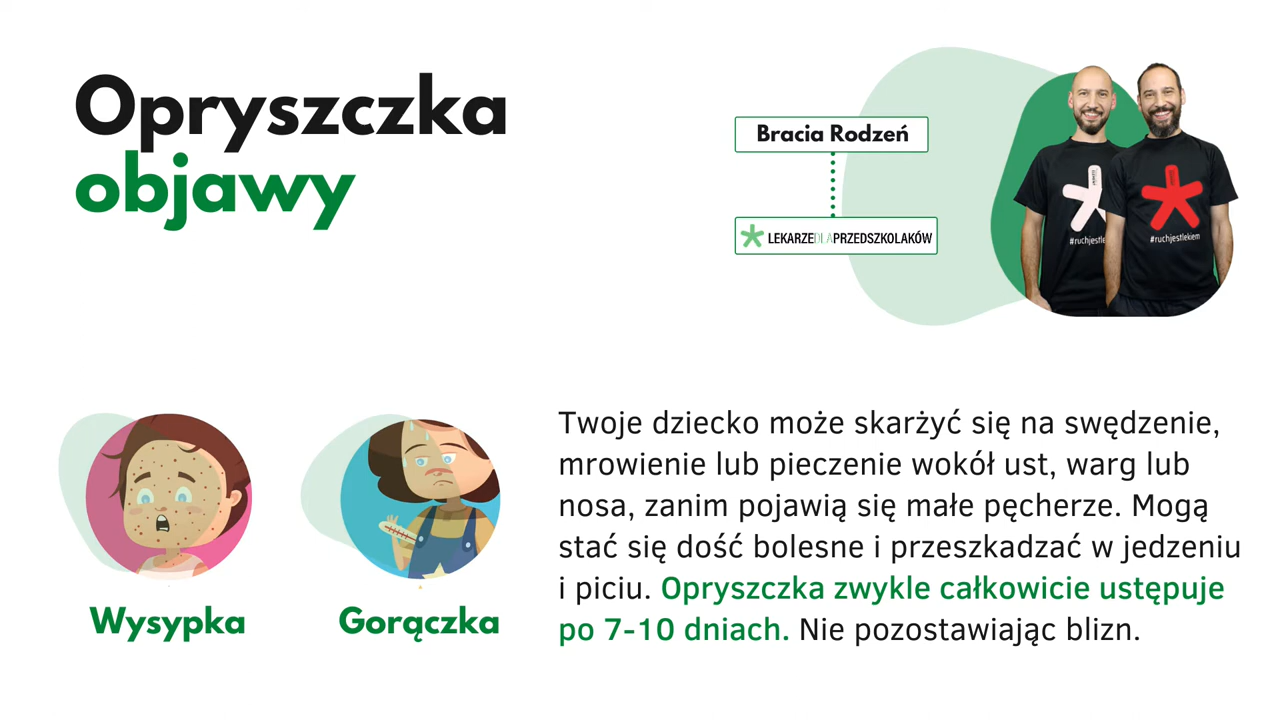 Opryszczka
objawy
Bracia Rodzeń
LEKARZEDLAPRZEDSZKOLAKÓW
#ruchjestlekiem
Twoje dziecko może skarżyć się na swędzenie,
mrowienie lub pieczenie wokół ust, warg lub
nosa, zanim pojawią się małe pęcherze. Mogą
stać się dość bolesne i przeszkadzać w jedzeniu
i piciu. Opryszczka zwykle całkowicie ustępuje
po 7-10 dniach. Nie pozostawiając blizn.
Wysypka
Gorączka